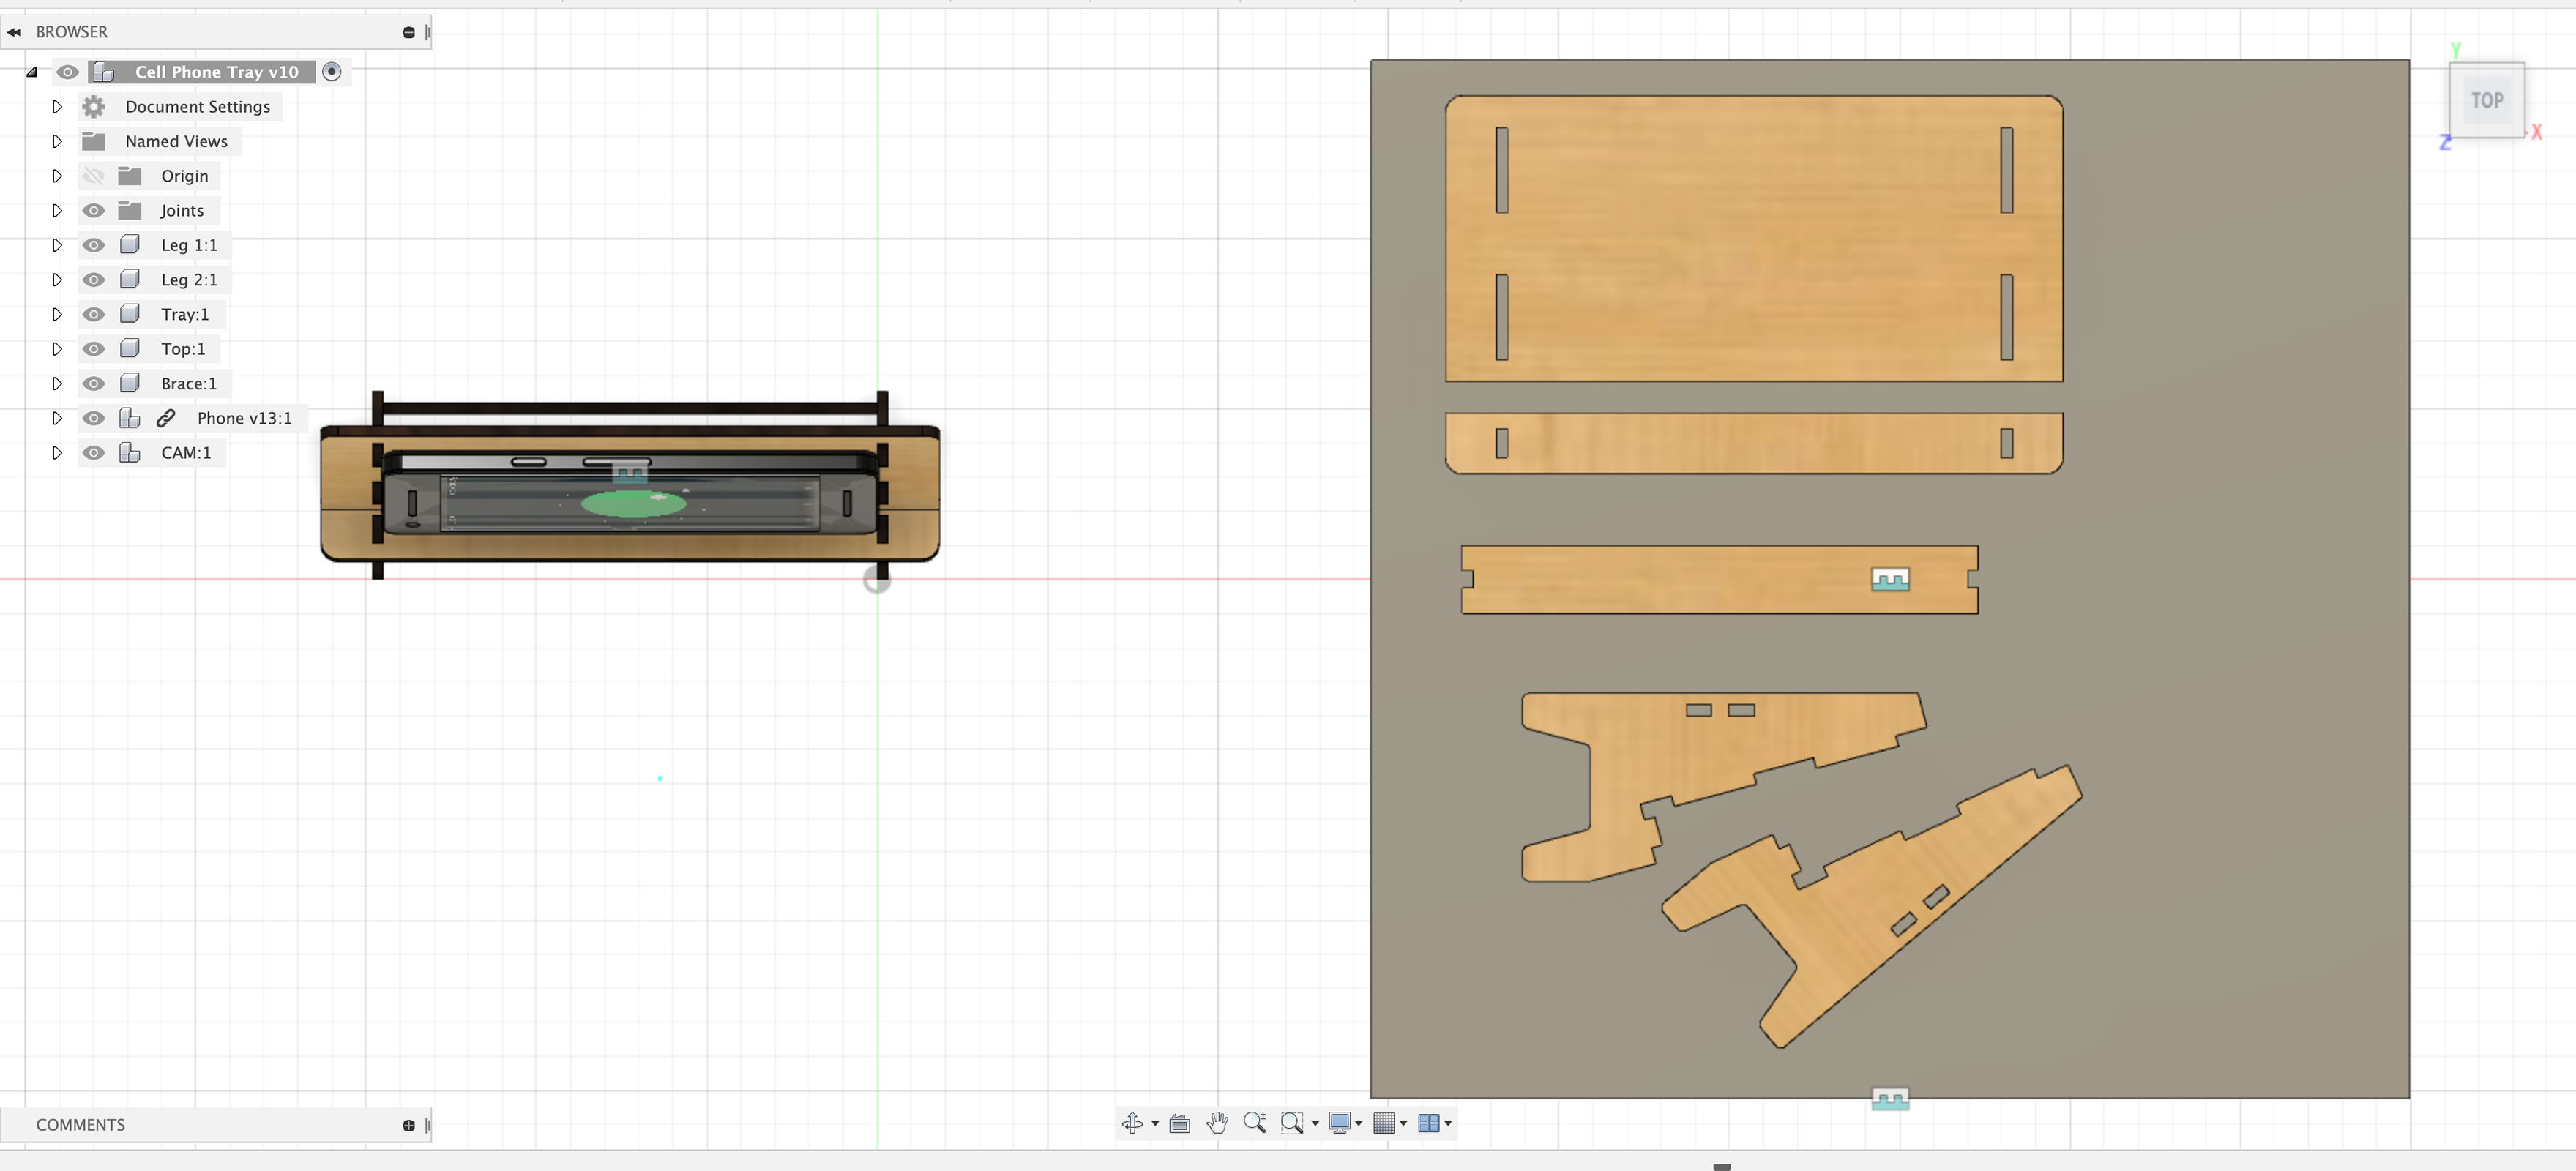 BROWSER
Cell Phone Tray v10
Document Settings
Named Views
Origin
Joints
Leg 1:1
Leg 2:1
Tray:1
Top:1
Brace:1
Phone v13:1
CAM:1
COMMENTS
Y
TOP
X
Z